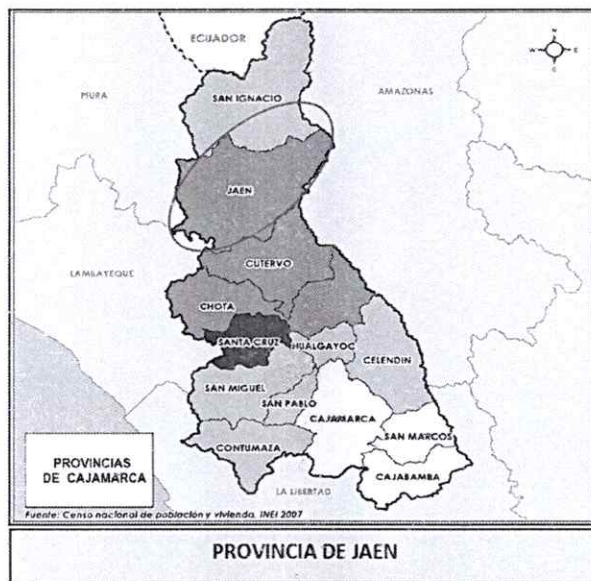 ECUADOR
N
W E
PIURA
SAN IGNACIO
AMAZONAS
JAEN
CUTERVO
LAMBAYEQUE
CHOTA
SANTA CRUZ
HUALGAYOC
CELENDIN
SAN MIGUEL
SAN PABLO
CAJAMARCA
SAN MARCOS
CONTUMAZA
CAJABAMBA
PROVINCIAS
DE CAJAMARCA
LA LIBERTAD
Fuente: Censo nacional de población y vivienda. INEI 2007
PROVINCIA DE JAEN